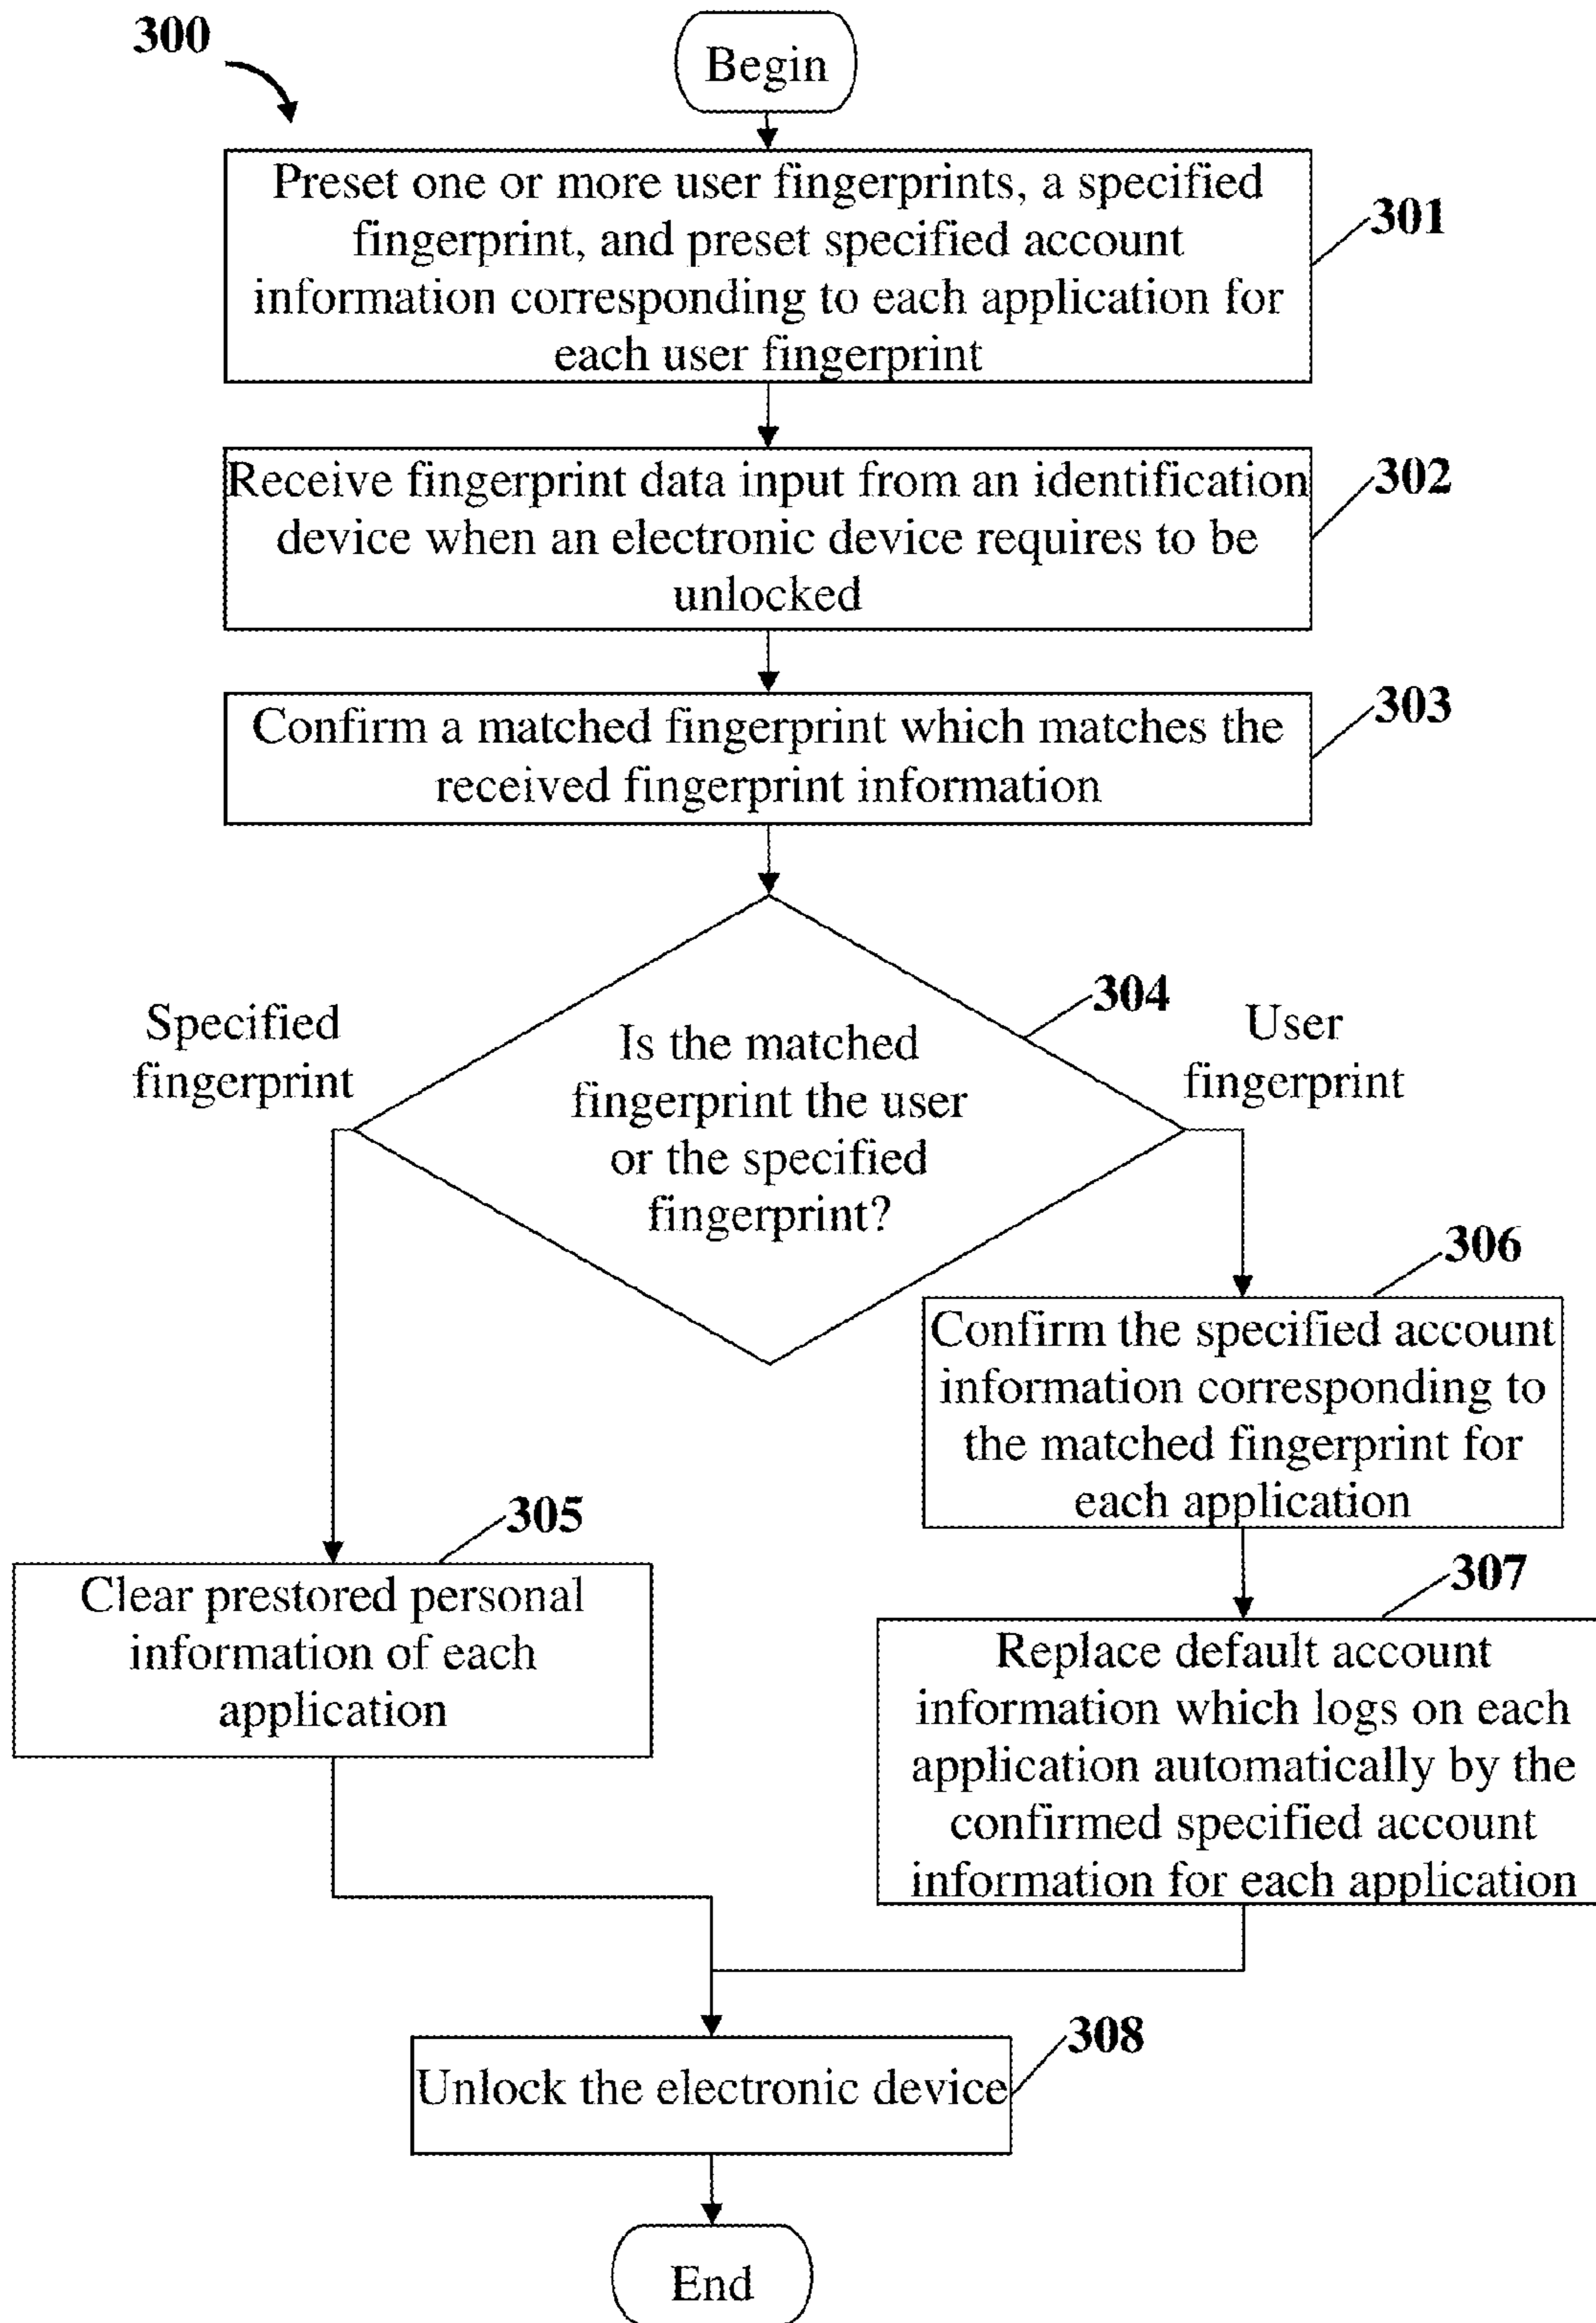 300
Begin
Preset one or more user fingerprints, a specified
fingerprint, and preset specified account
information corresponding to each application for
each user fingerprint
301
Receive fingerprint data input from an identification
device when an electronic device requires to be
unlocked
302
Confirm a matched fingerprint which matches the
received fingerprint information
303
Is the matched
fingerprint the user
or the specified
fingerprint?
304
Specified
fingerprint
User
fingerprint
305
Clear prestored personal
information of each
application
306
Confirm the specified account
information corresponding to
the matched fingerprint for
each application
307
Replace default account
information which logs on each
application automatically by the
confirmed specified account
information for each application
308
Unlock the electronic device
End